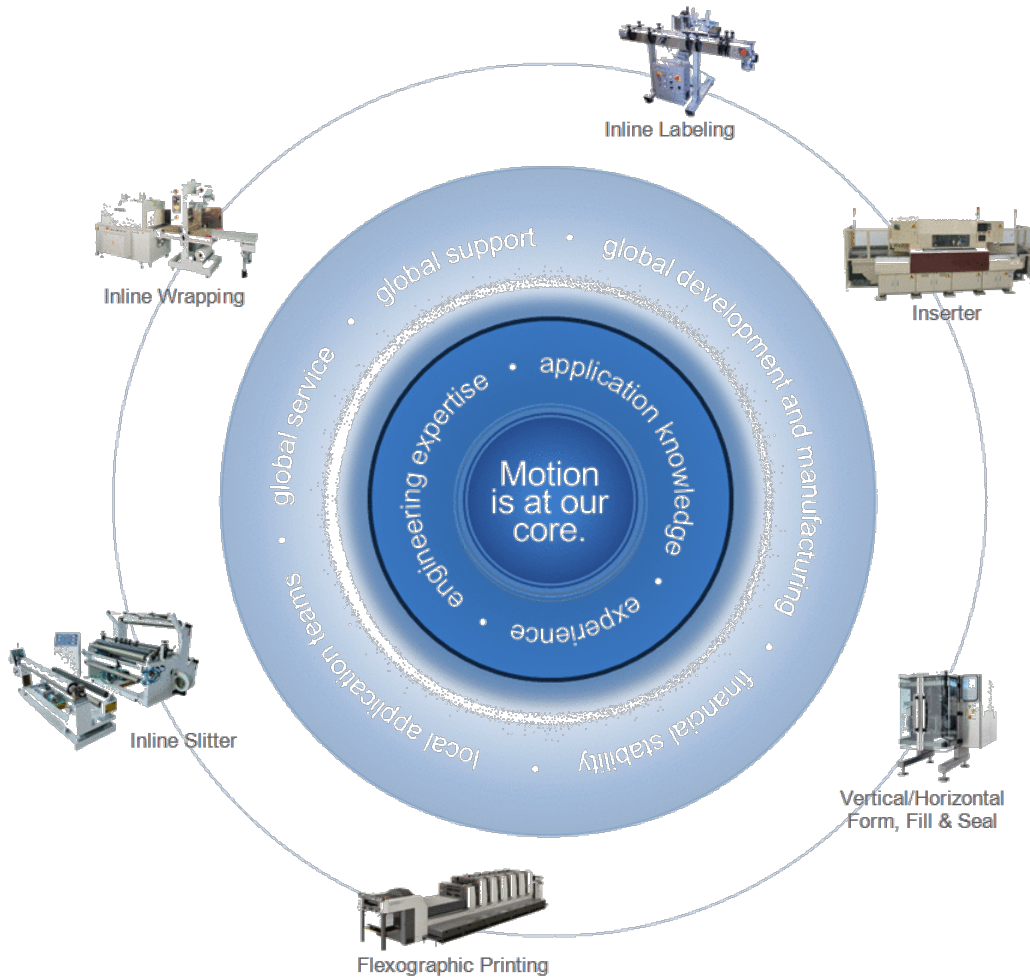 Inline Labeling
Inserter
Vertical/Horizontal
Form, Fill & Seal
Flexographic Printing
Inline Slitter
Inline Wrapping
global support • global development and manufacturing • financial stability • local application teams • global service •
engineering expertise • application knowledge • experience •
Motion
is at our
core.